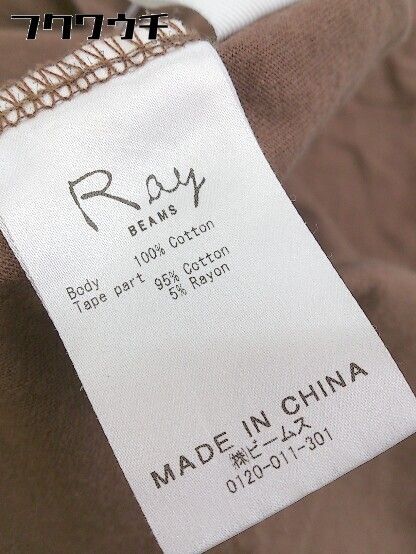 フクウクチ
Ray
BEAMS
Body 100% Cotton
Tape part 95% Cotton
5% Rayon
MADE IN CHINA
㈱ビームス
0120-011-301